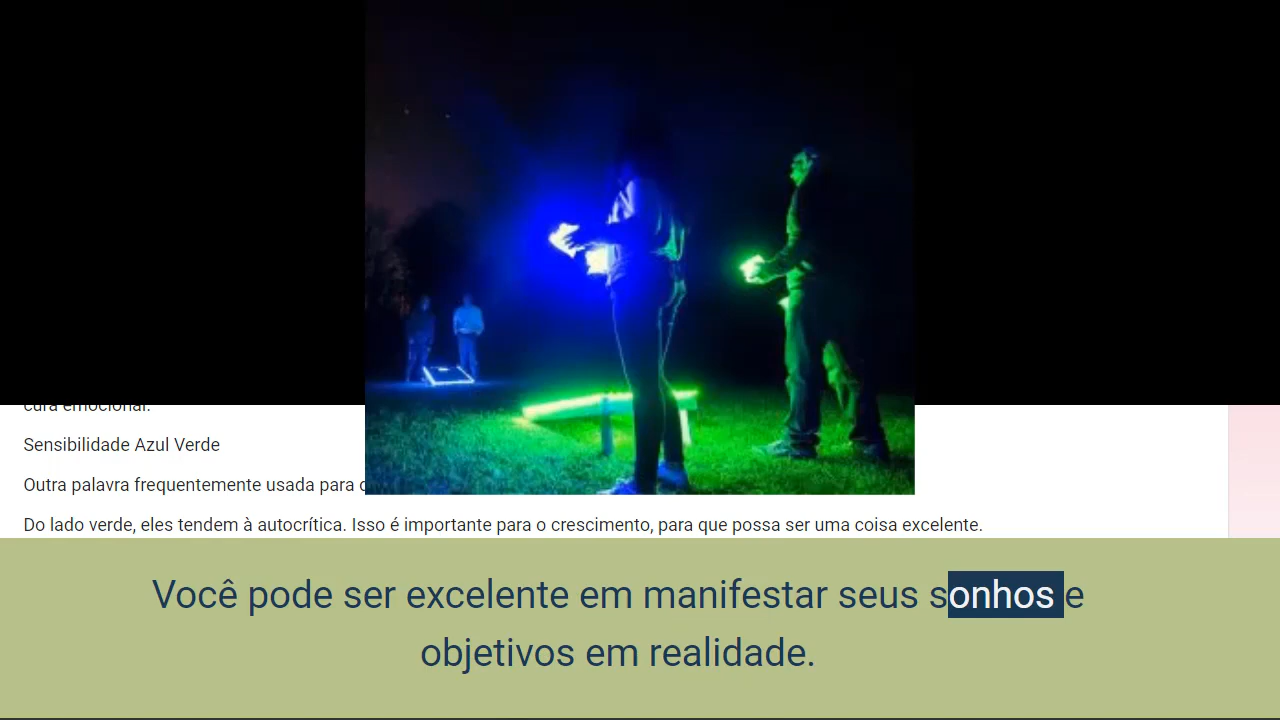 cura emocional.
Sensibilidade Azul Verde
Outra palavra frequentemente usada para
Do lado verde, eles tendem à autocrítica. Isso é importante para o crescimento, para que possa ser uma coisa excelente.
Você pode ser excelente em manifestar seus sonhos e
objetivos em realidade.